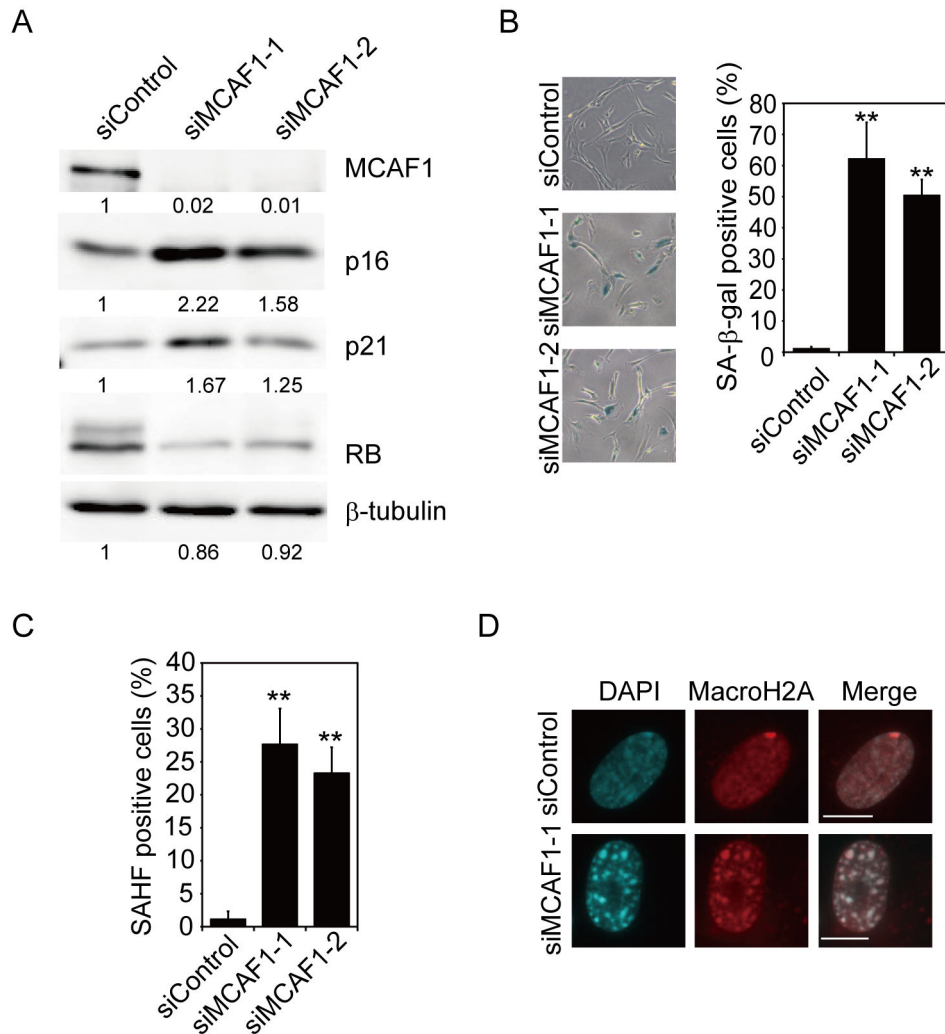 A
siControl
siMCAF1-1
siMCAF1-2
MCAF1
1 0.02 0.01
p16
1 2.22 1.58
p21
1 1.67 1.25
RB
β-tubulin
1 0.86 0.92
B
siControl
siMCAF1-1
siMCAF1-2
SA-β-gal positive cells (%)
80
70
60
50
40
30
20
10
0
**
**
siControl
siMCAF1-1
siMCAF1-2
C
SAHF positive cells (%)
40
35
30
25
20
15
10
5
0
**
**
siControl
siMCAF1-1
siMCAF1-2
D
DAPI MacroH2A Merge
siControl
siMCAF1-1